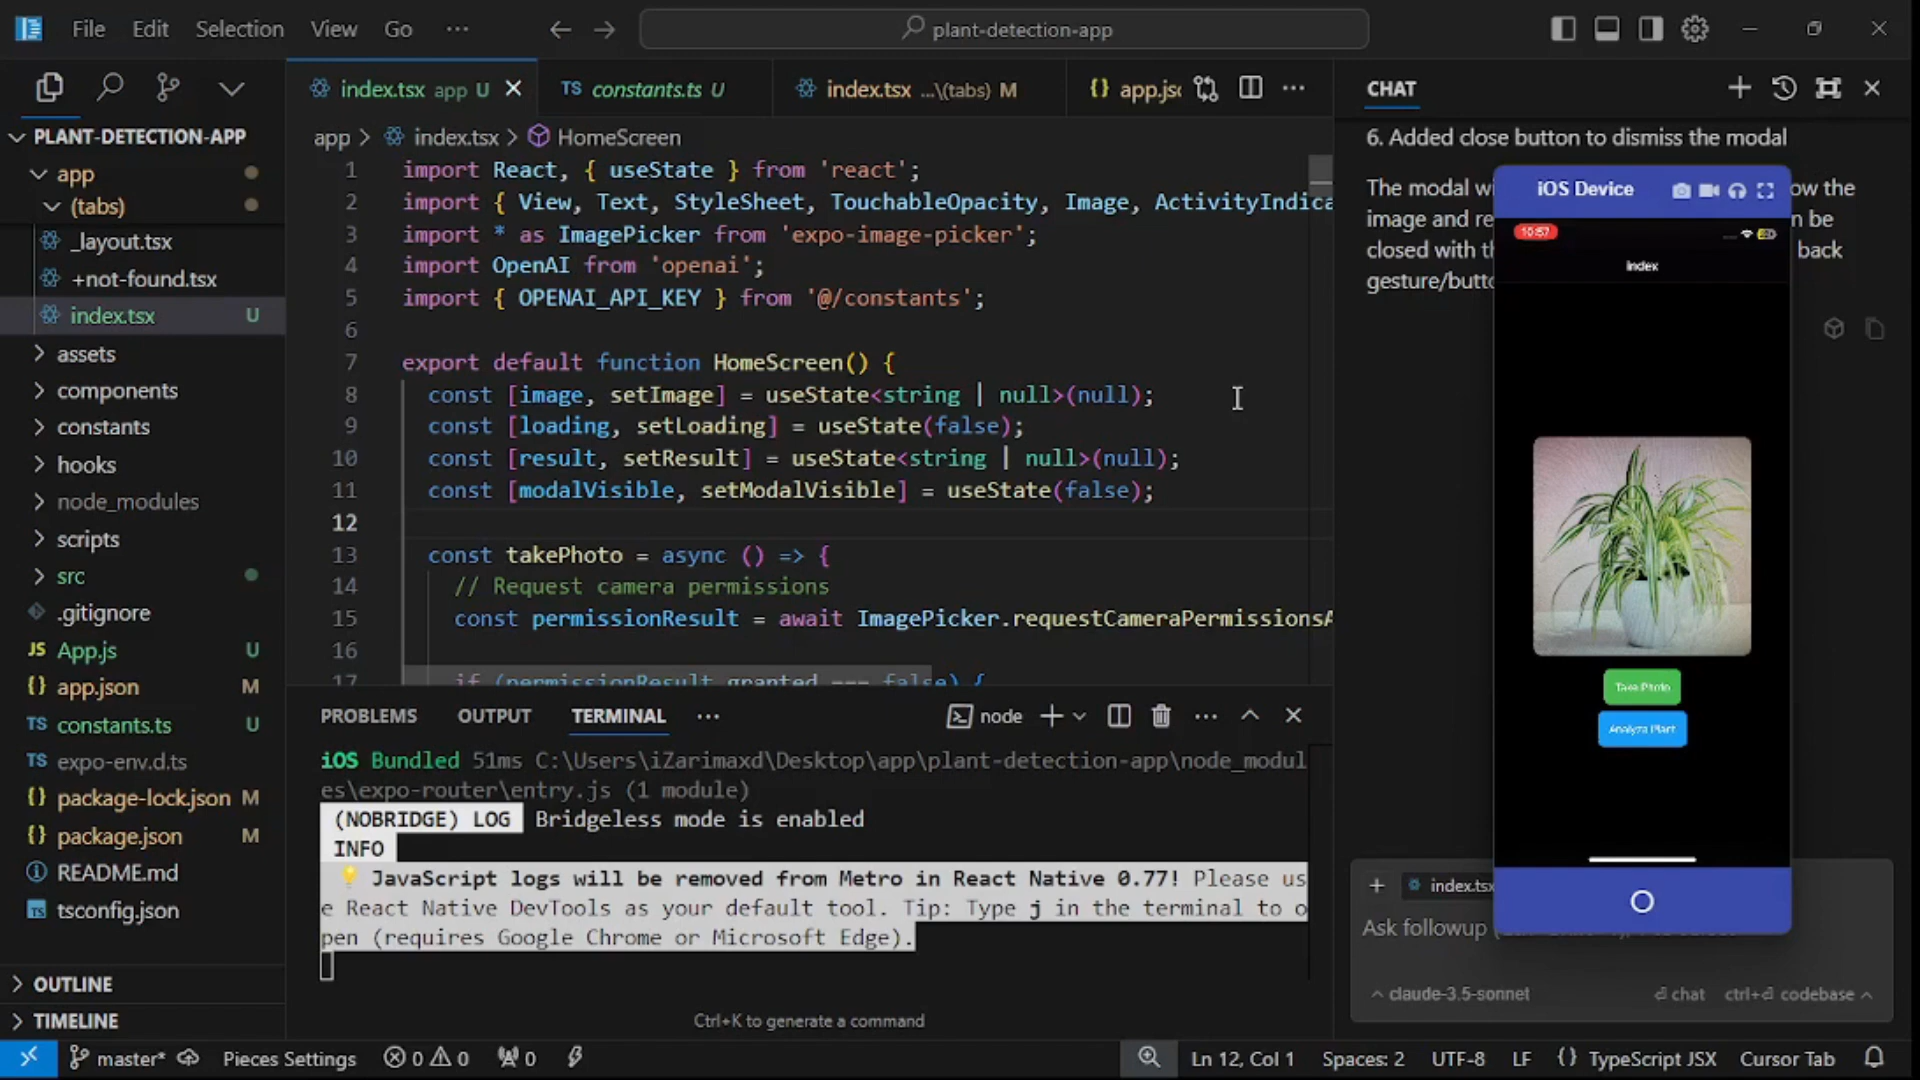 File Edit Selection View Go ···
plant-detection-app
PLANT-DETECTION-APP
app
(tabs)
_layout.tsx
+not-found.tsx
index.tsx U
assets
components
constants
hooks
node_modules
scripts
src
.gitignore
JS App.js U
{} app.json M
TS constants.ts U
TS expo-env.d.ts
{} package-lock.json M
{} package.json M
README.md
tsconfig.json
OUTLINE
TIMELINE
index.tsx app U
TS constants.ts U
index.tsx ...\(tabs) M
{} app.jsc
app > index.tsx > HomeScreen
1 import React, { useState } from 'react';
2 import { View, Text, StyleSheet, TouchableOpacity, Image, ActivityIndica
3 import * as ImagePicker from 'expo-image-picker';
4 import OpenAI from 'openai';
5 import { OPENAI_API_KEY } from '@/constants';
6
7 export default function HomeScreen() {
8 const [image, setImage] = useState<string | null>(null);
9 const [loading, setLoading] = useState(false);
10 const [result, setResult] = useState<string | null>(null);
11 const [modalVisible, setModalVisible] = useState(false);
12
13 const takePhoto = async () => {
14 // Request camera permissions
15 const permissionResult = await ImagePicker.requestCameraPermissionsA
16
17 if (permissionResult.granted === false) {
PROBLEMS OUTPUT TERMINAL ···
node
iOS Bundled 51ms C:\Users\iZarimaxd\Desktop\app\plant-detection-app\node_modul
es\expo-router\entry.js (1 module)
(NOBRIDGE) LOG Bridgeless mode is enabled
INFO
💡 JavaScript logs will be removed from Metro in React Native 0.77! Please us
e React Native DevTools as your default tool. Tip: Type j in the terminal to o
pen (requires Google Chrome or Microsoft Edge).
Ctrl+K to generate a command
CHAT
6. Added close button to dismiss the modal
The modal wi
ow the
image and re
n be
closed with th
back
gesture/butto
iOS Device
10:57
index
Take Photo
Analyze Plant
index.tsx
Ask followup
claude-3.5-sonnet
chat
ctrl+⏎ codebase
master*
Pieces Settings
0 0
0
Ln 12, Col 1
Spaces: 2
UTF-8
LF
{} TypeScript JSX
Cursor Tab